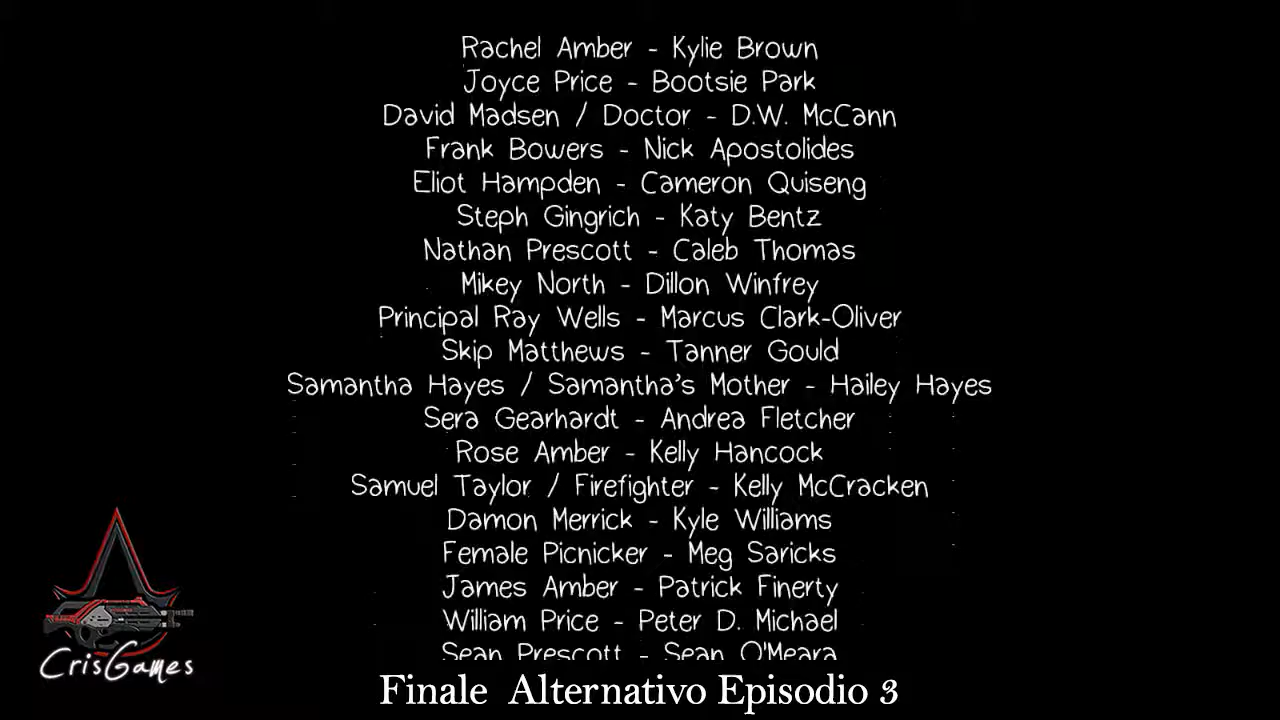 Rachel Amber - Kylie Brown
Joyce Price - Bootsie Park
David Madsen / Doctor - D.W. McCann
Frank Bowers - Nick Apostolides
Eliot Hampden - Cameron Quiseng
Steph Gingrich - Katy Bentz
Nathan Prescott - Caleb Thomas
Mikey North - Dillon Winfrey
Principal Ray Wells - Marcus Clark-Oliver
Skip Matthews - Tanner Gould
Samantha Hayes / Samantha's Mother - Hailey Hayes
Sera Gearhardt - Andrea Fletcher
Rose Amber - Kelly Hancock
Samuel Taylor / Firefighter - Kelly McCracken
Damon Merrick - Kyle Williams
Female Picnicker - Meg Saricks
James Amber - Patrick Finerty
William Price - Peter D. Michael
Sean Prescott - Sean O'Meara
CrisGames
Finale Alternativo Episodio 3